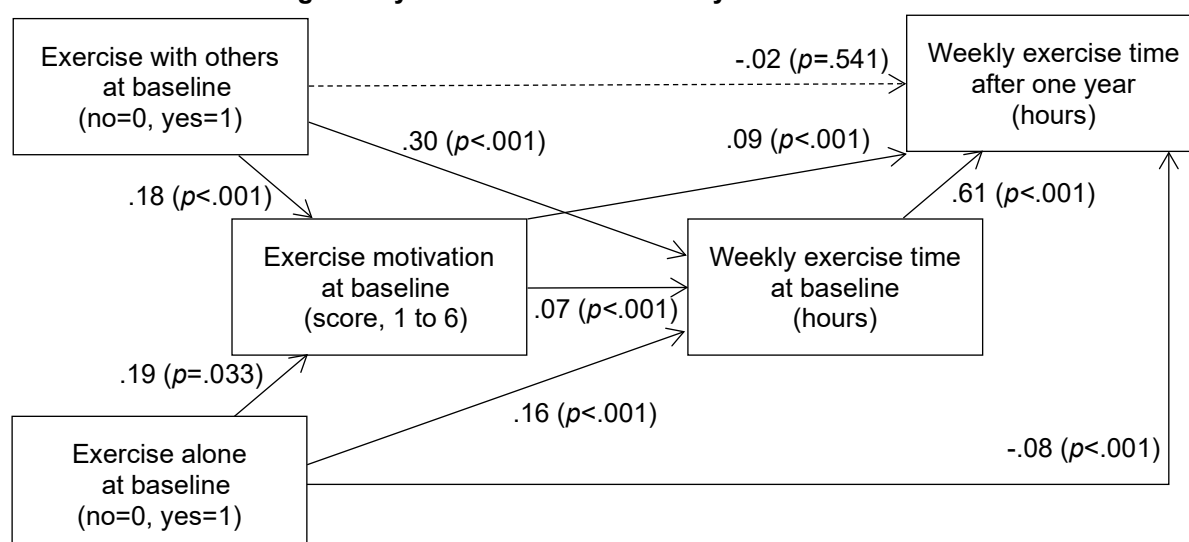 Exercise with others
at baseline
(no=0, yes=1)
-.02 (p=.541)
Weekly exercise time
after one year
(hours)
.30 (p<.001)
.09 (p<.001)
.18 (p<.001)
.61 (p<.001)
Exercise motivation
at baseline
(score, 1 to 6)
.07 (p<.001)
Weekly exercise time
at baseline
(hours)
.19 (p=.033)
.16 (p<.001)
Exercise alone
at baseline
(no=0, yes=1)
-.08 (p<.001)